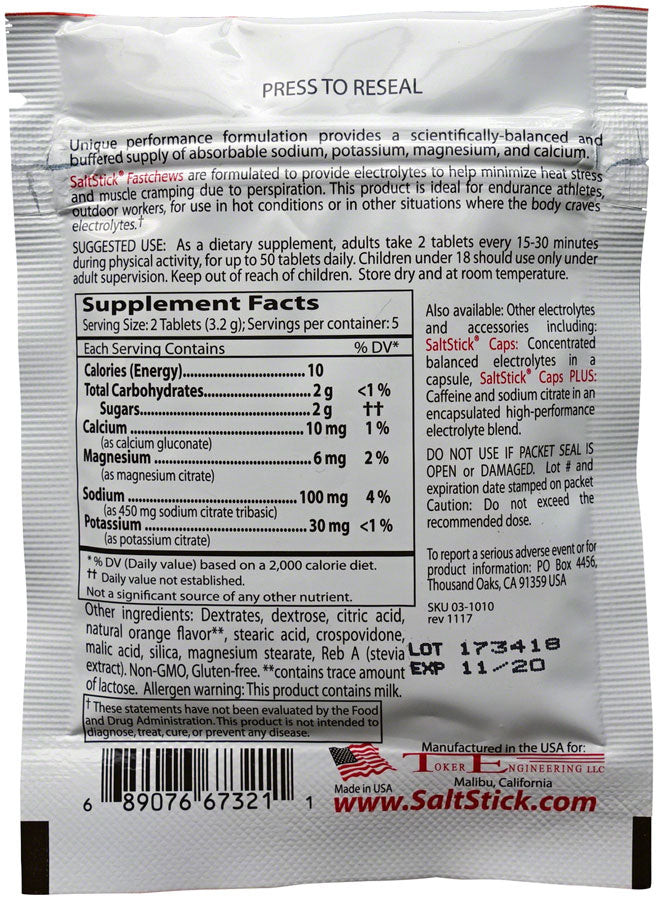 PRESS TO RESEAL
Unique performance formulation provides a scientifically-balanced and
buffered supply of absorbable sodium, potassium, magnesium, and calcium.
SaltStick® Fastchews are formulated to provide electrolytes to help minimize heat stress
and muscle cramping due to perspiration. This product is ideal for endurance athletes,
outdoor workers, for use in hot conditions or in other situations where the body craves
electrolytes.†
SUGGESTED USE: As a dietary supplement, adults take 2 tablets every 15-30 minutes
during physical activity, for up to 50 tablets daily. Children under 18 should use only under
adult supervision. Keep out of reach of children. Store dry and at room temperature.
Supplement Facts
Serving Size: 2 Tablets (3.2 g); Servings per container: 5
Each Serving Contains % DV*
Calories (Energy)..............................10
Total Carbohydrates..........................2 g <1 %
Sugars.........................................2 g ††
Calcium ..........................................10 mg 1 %
(as calcium gluconate)
Magnesium ......................................6 mg 2 %
(as magnesium citrate)
Sodium ..........................................100 mg 4 %
(as 450 mg sodium citrate tribasic)
Potassium .......................................30 mg <1 %
(as potassium citrate)
* % DV (Daily value) based on a 2,000 calorie diet.
†† Daily value not established.
Not a significant source of any other nutrient.
Other ingredients: Dextrates, dextrose, citric acid,
natural orange flavor**, stearic acid, crospovidone,
malic acid, silica, magnesium stearate, Reb A (stevia
extract). Non-GMO, Gluten-free. **contains trace amount
of lactose. Allergen warning: This product contains milk.
† These statements have not been evaluated by the Food
and Drug Administration. This product is not intended to
diagnose, treat, cure, or prevent any disease.
Also available: Other electrolytes
and accessories including:
SaltStick® Caps: Concentrated
balanced electrolytes in a
capsule, SaltStick® Caps PLUS:
Caffeine and sodium citrate in an
encapsulated high-performance
electrolyte blend.
DO NOT USE IF PACKET SEAL IS
OPEN or DAMAGED. Lot # and
expiration date stamped on packet
Caution: Do not exceed the
recommended dose.
To report a serious adverse event or for
product information: PO Box 4456,
Thousand Oaks, CA 91359 USA
SKU 03-1010
rev 1117
LOT 173418
EXP 11/20
6 89076 67321 1
Made in USA
Manufactured in the USA for:
TOKER ENGINEERING LLC
Malibu, California
www.SaltStick.com